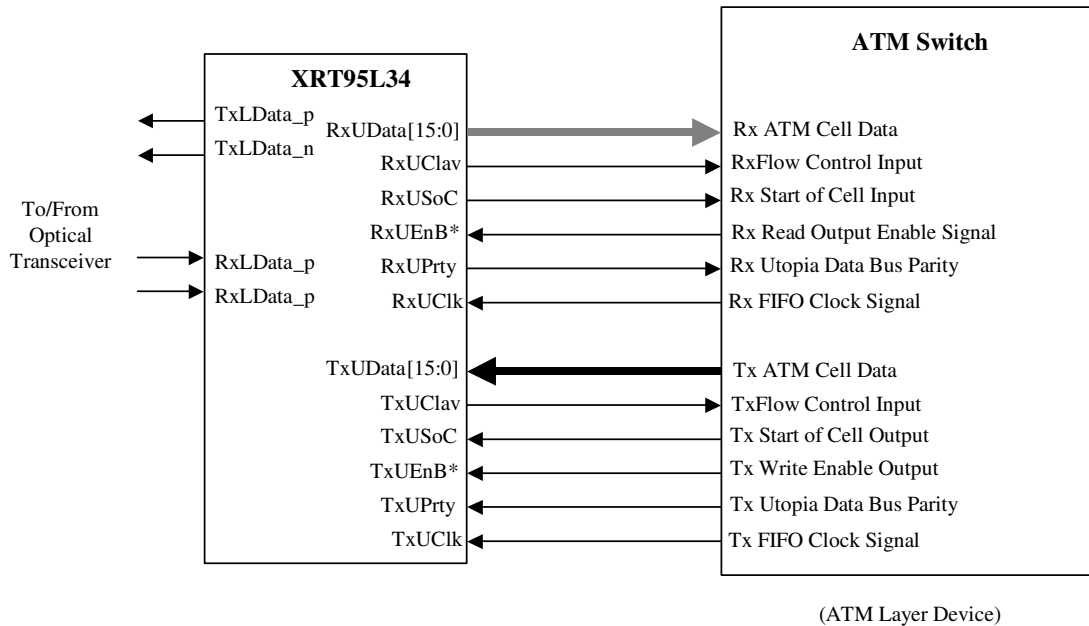 ATM Switch
XRT95L34
TxLData_p
TxLData_n
To/From
Optical
Transceiver
RxLData_p
RxLData_p
RxUData[15:0]
RxUClav
RxUSoC
RxUEnB*
RxUPrty
RxUClk
TxUData[15:0]
TxUClav
TxUSoC
TxUEnB*
TxUPrty
TxUClk
Rx ATM Cell Data
RxFlow Control Input
Rx Start of Cell Input
Rx Read Output Enable Signal
Rx Utopia Data Bus Parity
Rx FIFO Clock Signal
Tx ATM Cell Data
TxFlow Control Input
Tx Start of Cell Output
Tx Write Enable Output
Tx Utopia Data Bus Parity
Tx FIFO Clock Signal
(ATM Layer Device)